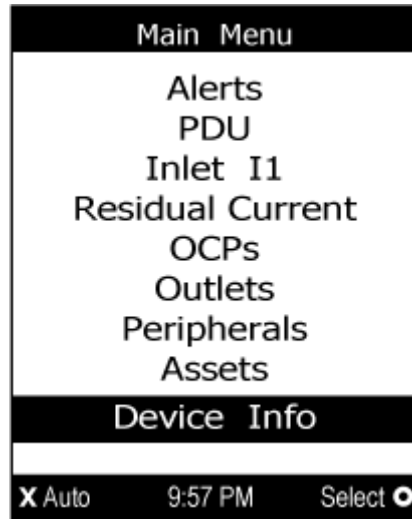 Main Menu
Alerts
PDU
Inlet I1
Residual Current
OCPs
Outlets
Peripherals
Assets
Device Info
X Auto 9:57 PM Select O